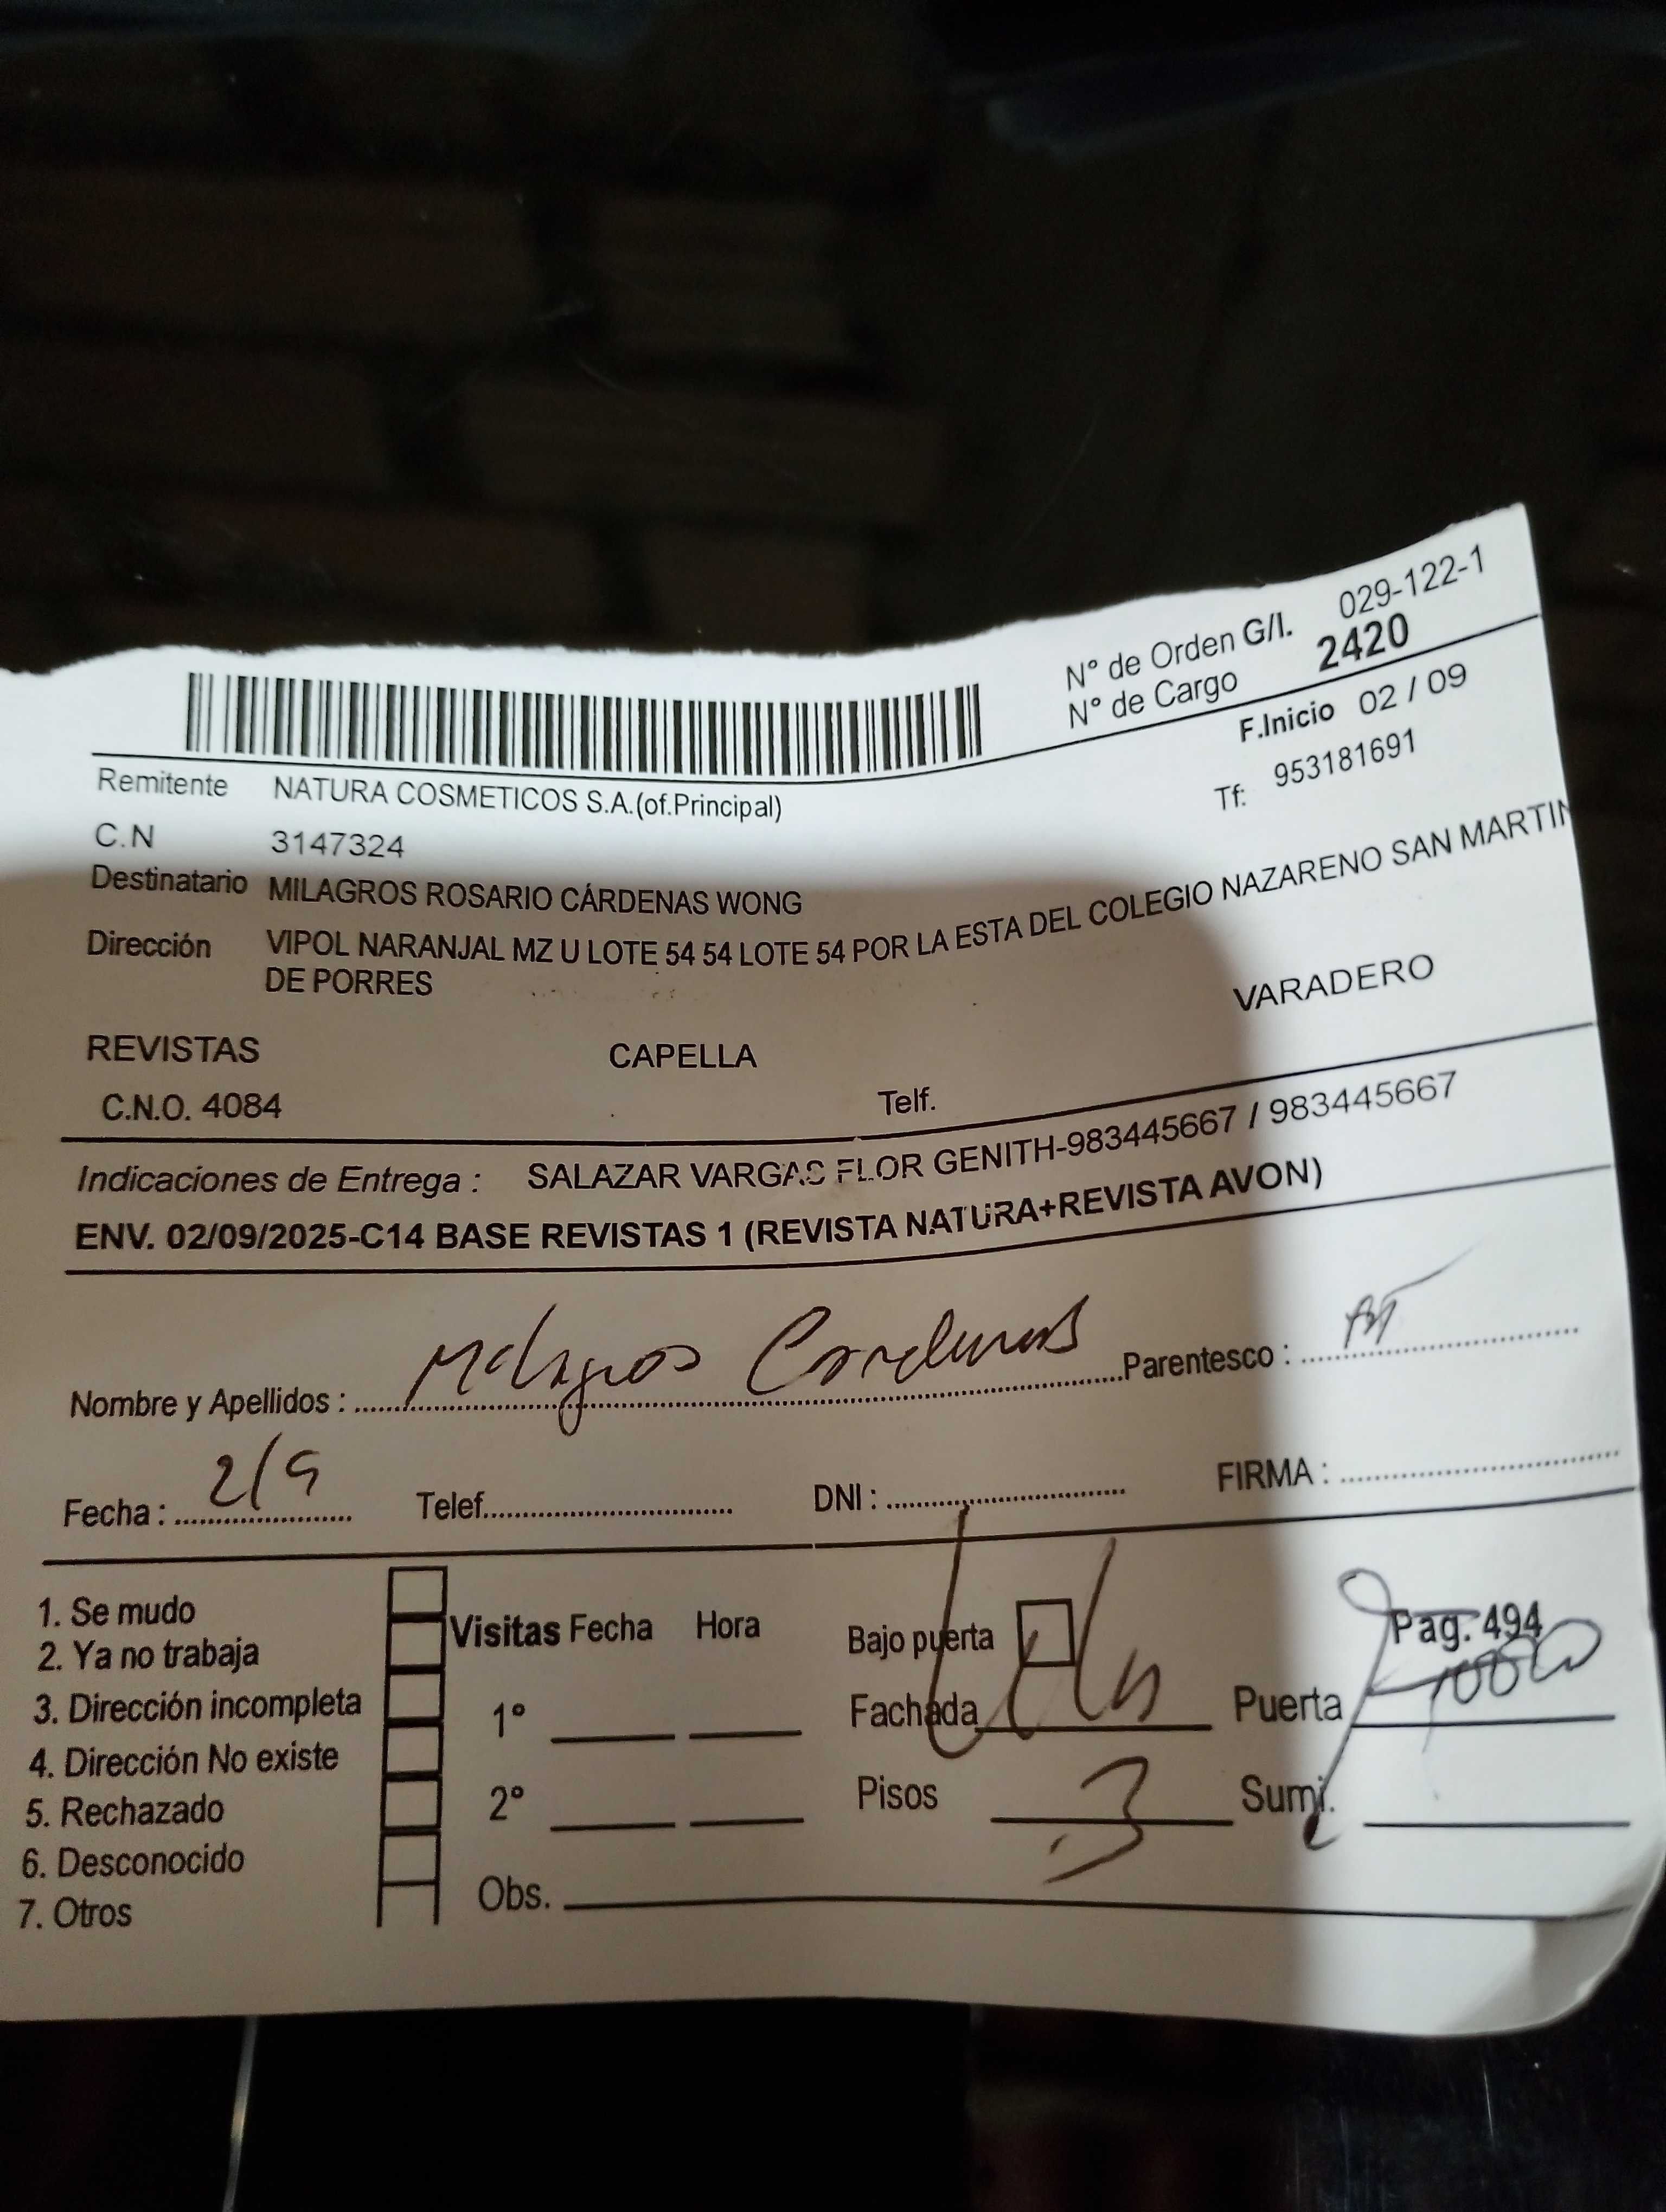 N° de Orden G/I. 029-122-1
N° de Cargo 2420
F.Inicio 02 / 09
Remitente NATURA COSMETICOS S.A.(of.Principal) Tf: 953181691
C.N 3147324
Destinatario MILAGROS ROSARIO CÁRDENAS WONG
Dirección VIPOL NARANJAL MZ U LOTE 54 54 LOTE 54 POR LA ESTA DEL COLEGIO NAZARENO SAN MARTIN
DE PORRES
VARADERO
REVISTAS CAPELLA
C.N.O. 4084 Telf.
Indicaciones de Entrega : SALAZAR VARGAS FLOR GENITH-983445667 / 983445667
ENV. 02/09/2025-C14 BASE REVISTAS 1 (REVISTA NATURA+REVISTA AVON)
Nombre y Apellidos : Milagros Cardenas Parentesco :
Fecha : 2/9 Telef. DNI : FIRMA :
1. Se mudo
2. Ya no trabaja
3. Dirección incompleta
4. Dirección No existe
5. Rechazado
6. Desconocido
7. Otros
Visitas Fecha Hora
1°
2°
Obs.
Bajo puerta Pag. 494
Fachada Puerta
Pisos 3 Sumi.